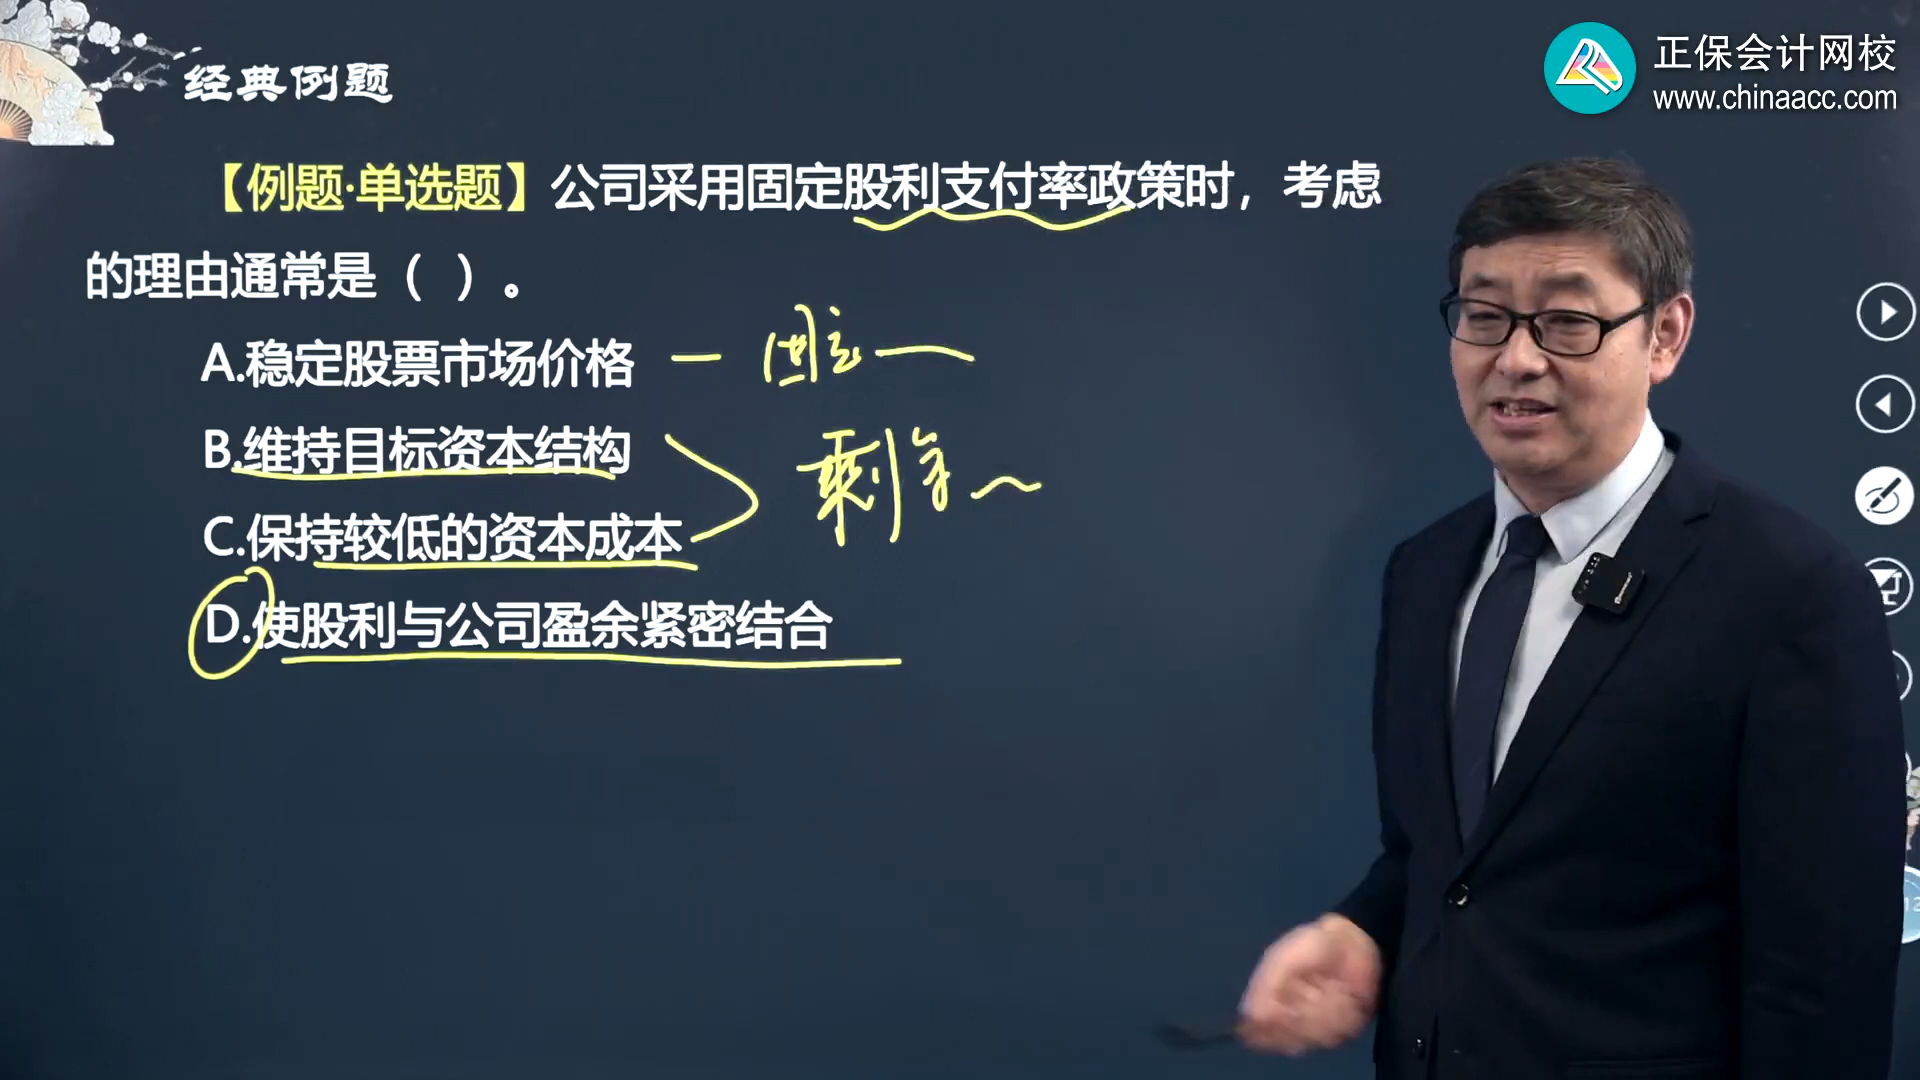 经典例题
正保会计网校
www.chinaacc.com
【例题·单选题】公司采用固定股利支付率政策时，考虑
的理由通常是（ ）。
A.稳定股票市场价格
固定
B.维持目标资本结构
剩余
C.保持较低的资本成本
D.使股利与公司盈余紧密结合
12